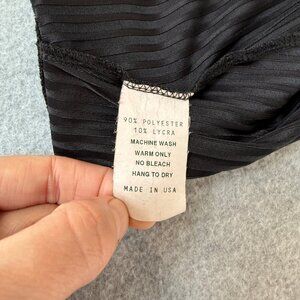 90% POLYESTER
10% LYCRA
MACHINE WASH
WARM ONLY
NO BLEACH
HANG TO DRY
MADE IN USA